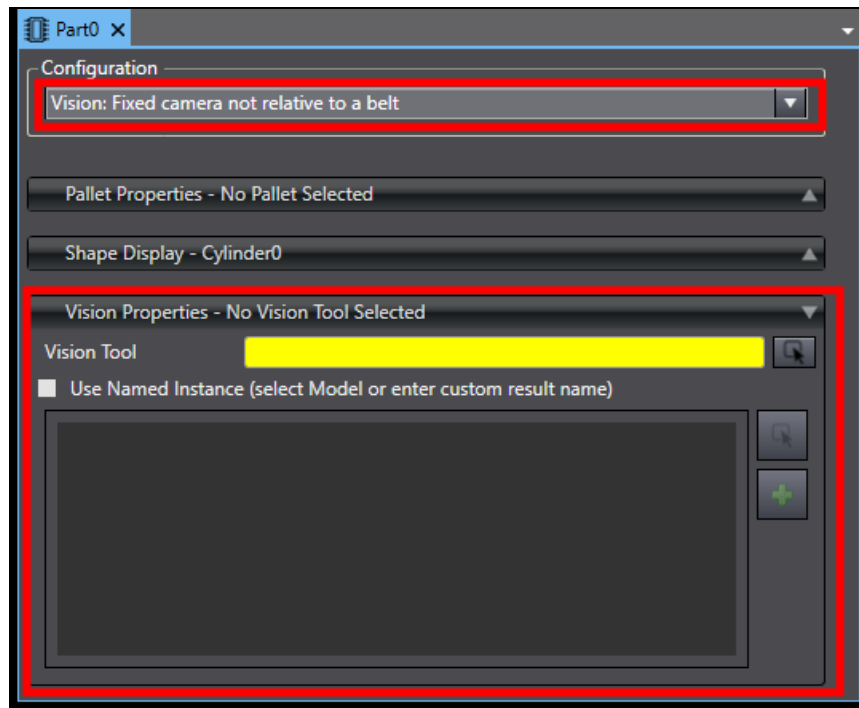 Part0
Configuration
Vision: Fixed camera not relative to a belt
Pallet Properties - No Pallet Selected
Shape Display - Cylinder0
Vision Properties - No Vision Tool Selected
Vision Tool
Use Named Instance (select Model or enter custom result name)